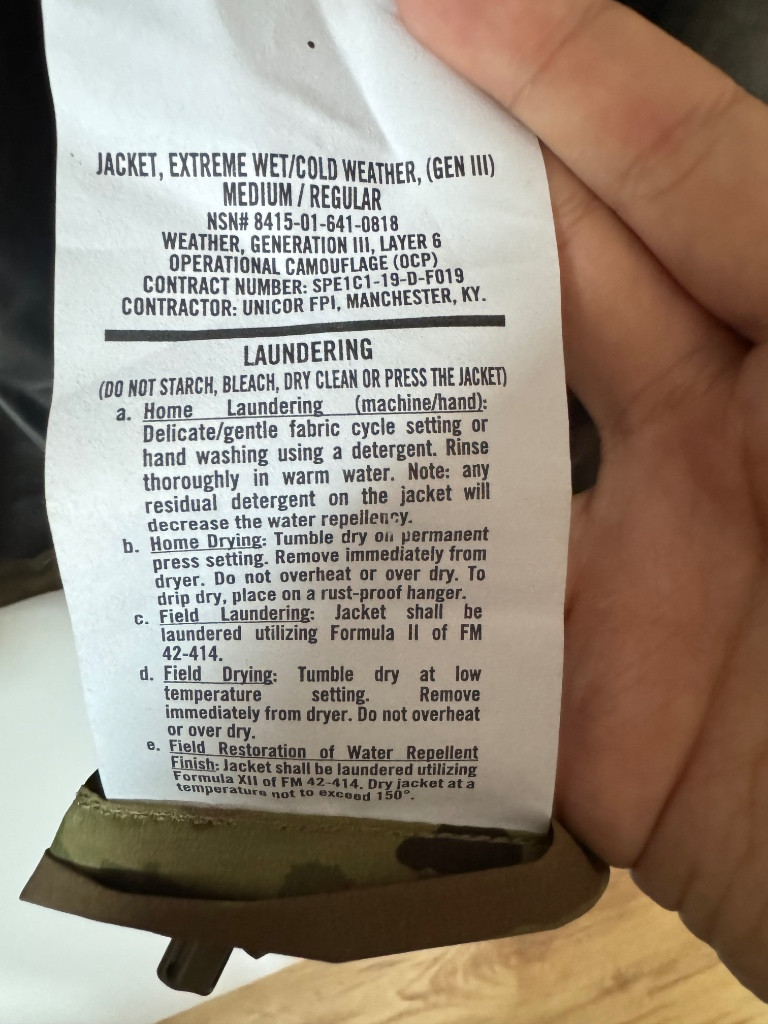 JACKET, EXTREME WET/COLD WEATHER, (GEN III)
MEDIUM / REGULAR
NSN# 8415-01-641-0818
WEATHER, GENERATION III, LAYER 6
OPERATIONAL CAMOUFLAGE (OCP)
CONTRACT NUMBER: SPE1C1-19-D-F019
CONTRACTOR: UNICOR FPI, MANCHESTER, KY.
LAUNDERING
(DO NOT STARCH, BLEACH, DRY CLEAN OR PRESS THE JACKET)
a. Home Laundering (machine/hand):
Delicate/gentle fabric cycle setting or
hand washing using a detergent. Rinse
thoroughly in warm water. Note: any
residual detergent on the jacket will
decrease the water repellency.
b. Home Drying: Tumble dry on permanent
press setting. Remove immediately from
dryer. Do not overheat or over dry. To
drip dry, place on a rust-proof hanger.
c. Field Laundering: Jacket shall be
laundered utilizing Formula II of FM
42-414.
d. Field Drying: Tumble dry at low
temperature setting. Remove
immediately from dryer. Do not overheat
or over dry.
e. Field Restoration of Water Repellent
Finish: Jacket shall be laundered utilizing
Formula XII of FM 42-414. Dry jacket at a
temperature not to exceed 150°.